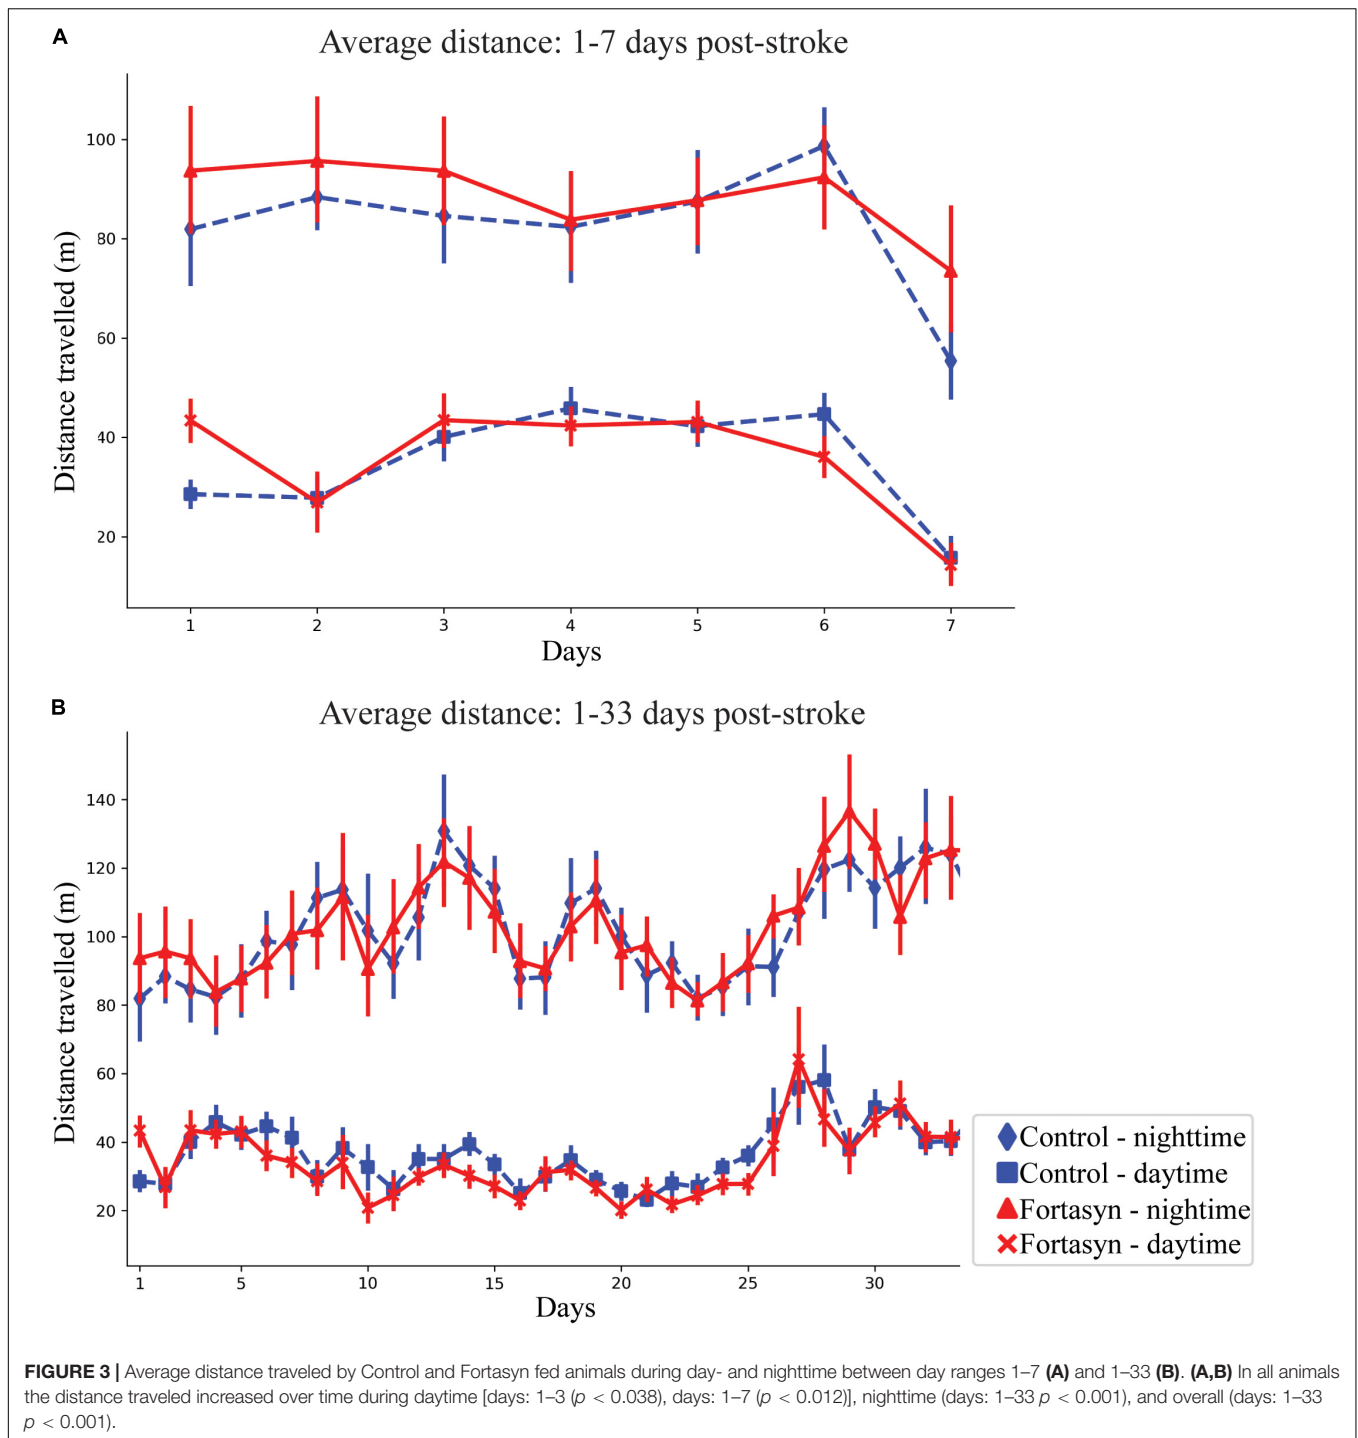 A
Average distance: 1-7 days post-stroke
100
80
60
40
20
Distance travelled (m)
1 2 3 4 5 6 7
Days
B
Average distance: 1-33 days post-stroke
140
120
100
80
60
40
20
Distance travelled (m)
1 5 10 15 20 25 30
Days
Control - nighttime
Control - daytime
Fortasyn - nightime
Fortasyn - daytime
FIGURE 3 | Average distance traveled by Control and Fortasyn fed animals during day- and nighttime between day ranges 1–7 (A) and 1–33 (B). (A,B) In all animals
the distance traveled increased over time during daytime [days: 1–3 (p < 0.038), days: 1–7 (p < 0.012)], nighttime (days: 1–33 p < 0.001), and overall (days: 1–33
p < 0.001).